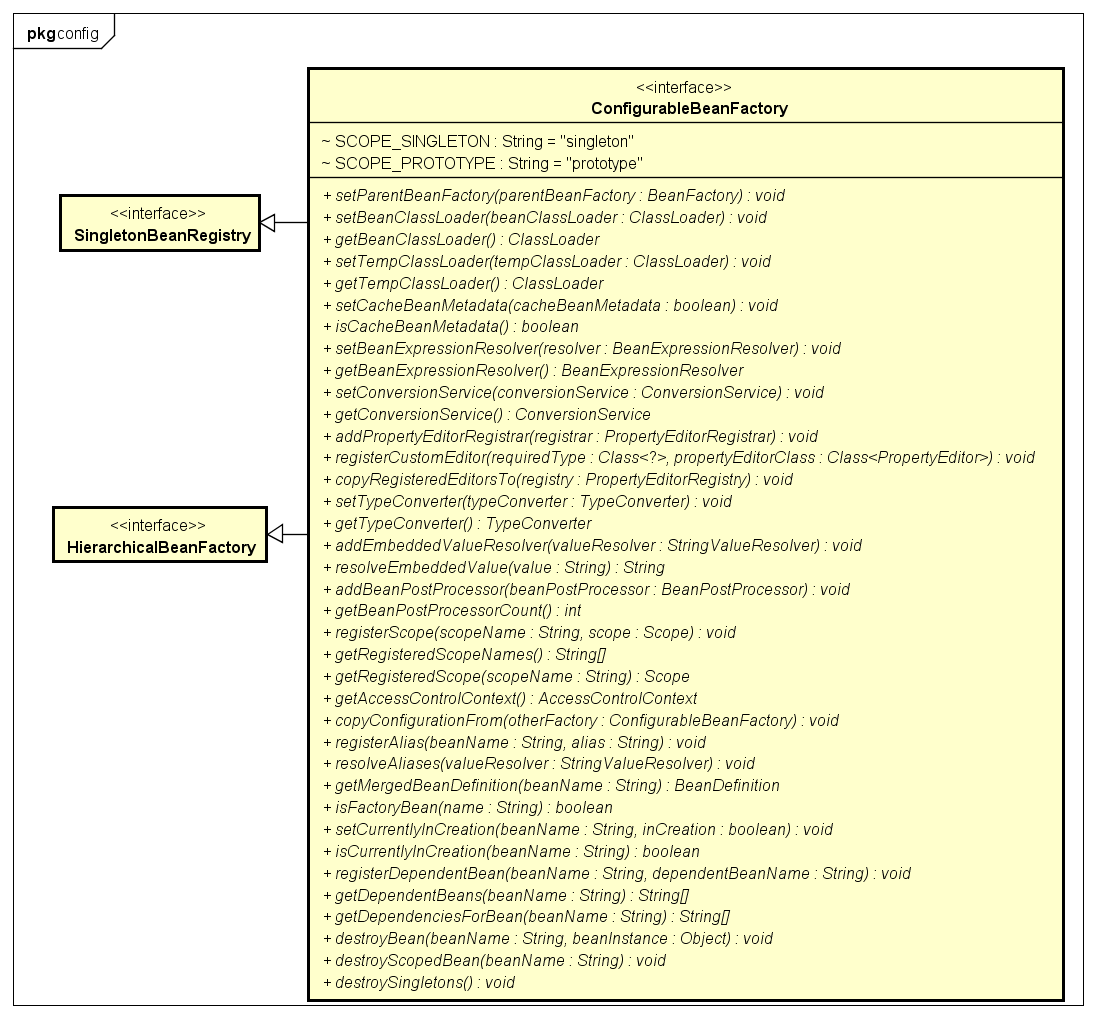 pkg config
<<interface>>
ConfigurableBeanFactory
~ SCOPE_SINGLETON : String = "singleton"
~ SCOPE_PROTOTYPE : String = "prototype"
<<interface>>
SingletonBeanRegistry
<<interface>>
HierarchicalBeanFactory
+ setParentBeanFactory(parentBeanFactory : BeanFactory) : void
+ setBeanClassLoader(beanClassLoader : ClassLoader) : void
+ getBeanClassLoader() : ClassLoader
+ setTempClassLoader(tempClassLoader : ClassLoader) : void
+ getTempClassLoader() : ClassLoader
+ setCacheBeanMetadata(cacheBeanMetadata : boolean) : void
+ isCacheBeanMetadata() : boolean
+ setBeanExpressionResolver(resolver : BeanExpressionResolver) : void
+ getBeanExpressionResolver() : BeanExpressionResolver
+ setConversionService(conversionService : ConversionService) : void
+ getConversionService() : ConversionService
+ addPropertyEditorRegistrar(registrar : PropertyEditorRegistrar) : void
+ registerCustomEditor(requiredType : Class<?>, propertyEditorClass : Class<PropertyEditor>) : void
+ copyRegisteredEditorsTo(registry : PropertyEditorRegistry) : void
+ setTypeConverter(typeConverter : TypeConverter) : void
+ getTypeConverter() : TypeConverter
+ addEmbeddedValueResolver(valueResolver : StringValueResolver) : void
+ resolveEmbeddedValue(value : String) : String
+ addBeanPostProcessor(beanPostProcessor : BeanPostProcessor) : void
+ getBeanPostProcessorCount() : int
+ registerScope(scopeName : String, scope : Scope) : void
+ getRegisteredScopeNames() : String[]
+ getRegisteredScope(scopeName : String) : Scope
+ getAccessControlContext() : AccessControlContext
+ copyConfigurationFrom(otherFactory : ConfigurableBeanFactory) : void
+ registerAlias(beanName : String, alias : String) : void
+ resolveAliases(valueResolver : StringValueResolver) : void
+ getMergedBeanDefinition(beanName : String) : BeanDefinition
+ isFactoryBean(name : String) : boolean
+ setCurrentlyInCreation(beanName : String, inCreation : boolean) : void
+ isCurrentlyInCreation(beanName : String) : boolean
+ registerDependentBean(beanName : String, dependentBeanName : String) : void
+ getDependentBeans(beanName : String) : String[]
+ getDependenciesForBean(beanName : String) : String[]
+ destroyBean(beanName : String, beanInstance : Object) : void
+ destroyScopedBean(beanName : String) : void
+ destroySingletons() : void